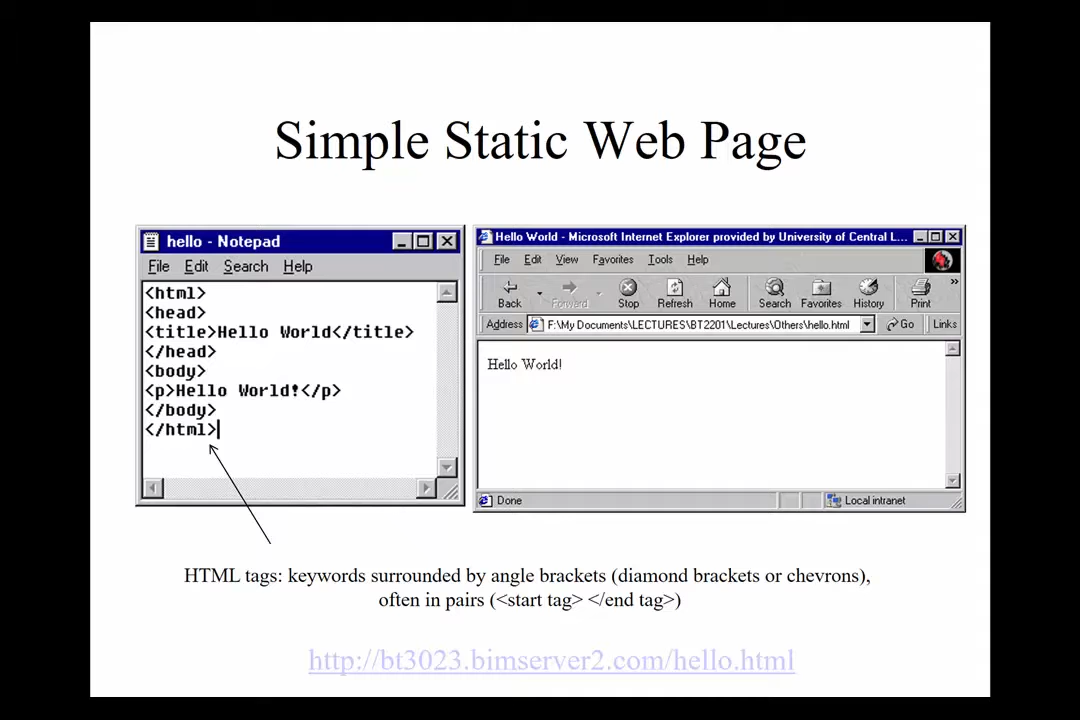 Simple Static Web Page
hello - Notepad
File Edit Search Help
<html>
<head>
<title>Hello World</title>
</head>
<body>
<p>Hello World!</p>
</body>
</html>
Hello World - Microsoft Internet Explorer provided by University of Central L...
File Edit View Favorites Tools Help
Back Forward Stop Refresh Home Search Favorites History Print »
Address F:\My Documents\LECTURES\BT2201\Lectures\Others\hello.html Go Links
Hello World!
Done Local intranet
HTML tags: keywords surrounded by angle brackets (diamond brackets or chevrons),
often in pairs (<start tag> </end tag>)
http://bt3023.bimserver2.com/hello.html